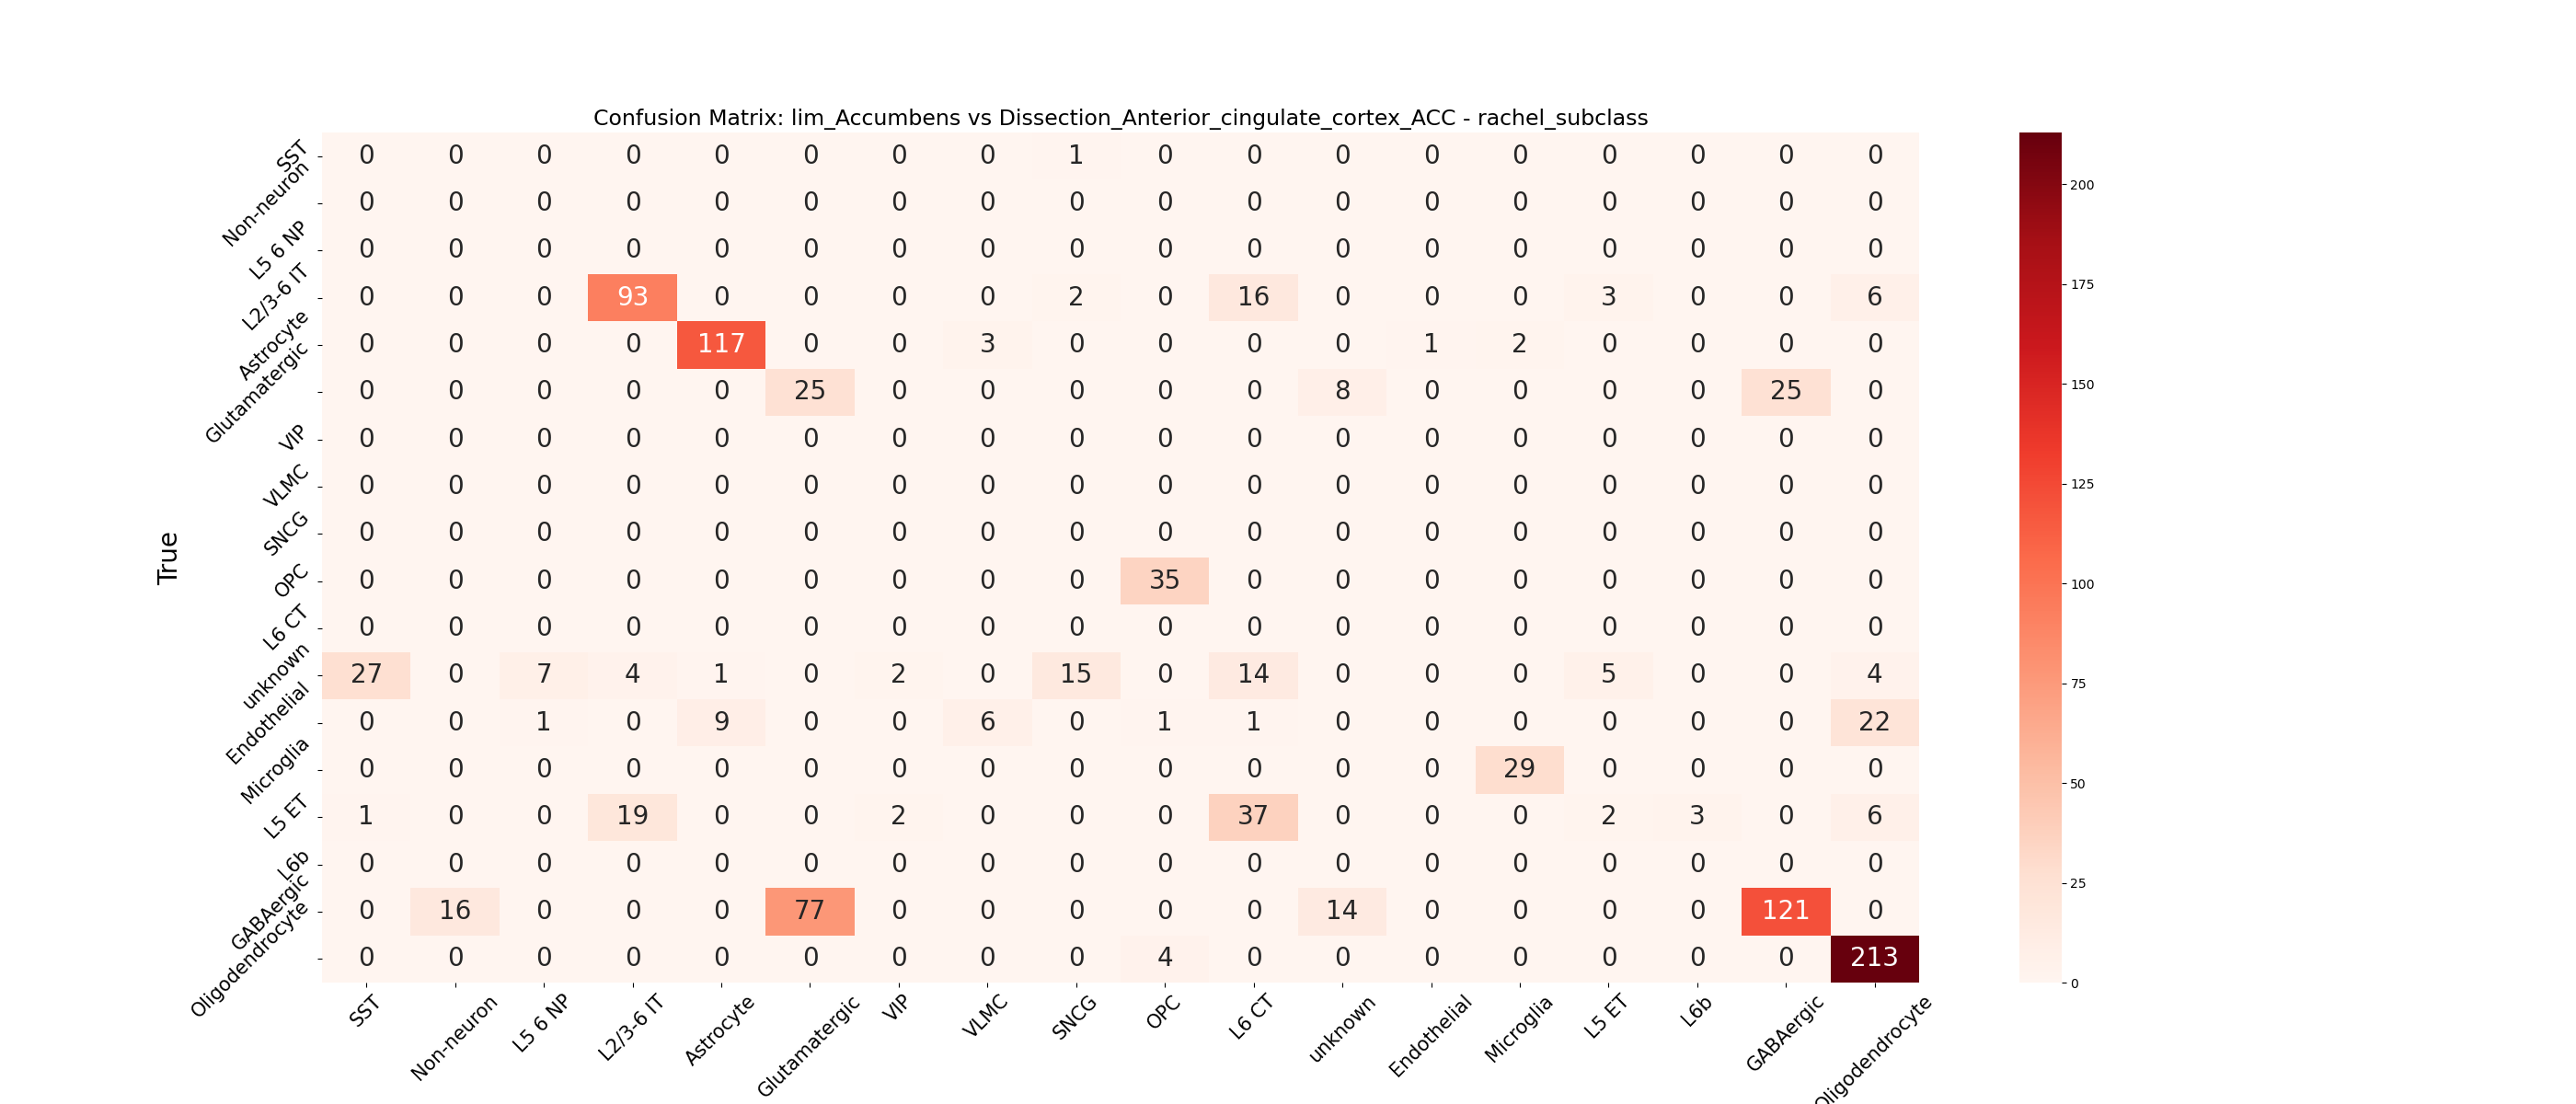 Confusion Matrix: lim_Accumbens vs Dissection_Anterior_cingulate_cortex_ACC - rachel_subclass
True
SST 0 0 0 0 0 0 0 0 1 0 0 0 0 0 0 0 0 0
Non-neuron 0 0 0 0 0 0 0 0 0 0 0 0 0 0 0 0 0 0
L5 6 NP 0 0 0 0 0 0 0 0 0 0 0 0 0 0 0 0 0 0
L2/3-6 IT 0 0 0 93 0 0 0 0 2 0 16 0 0 0 3 0 0 6
Astrocyte 0 0 0 0 117 0 0 3 0 0 0 0 1 2 0 0 0 0
Glutamatergic 0 0 0 0 0 25 0 0 0 0 0 8 0 0 0 0 25 0
VIP 0 0 0 0 0 0 0 0 0 0 0 0 0 0 0 0 0 0
VLMC 0 0 0 0 0 0 0 0 0 0 0 0 0 0 0 0 0 0
SNCG 0 0 0 0 0 0 0 0 0 0 0 0 0 0 0 0 0 0
OPC 0 0 0 0 0 0 0 0 0 35 0 0 0 0 0 0 0 0
L6 CT 0 0 0 0 0 0 0 0 0 0 0 0 0 0 0 0 0 0
unknown 27 0 7 4 1 0 2 0 15 0 14 0 0 0 5 0 0 4
Endothelial 0 0 1 0 9 0 0 6 0 1 1 0 0 0 0 0 0 22
Microglia 0 0 0 0 0 0 0 0 0 0 0 0 0 29 0 0 0 0
L5 ET 1 0 0 19 0 0 2 0 0 0 37 0 0 0 2 3 0 6
L6b 0 0 0 0 0 0 0 0 0 0 0 0 0 0 0 0 0 0
GABAergic 0 16 0 0 0 77 0 0 0 0 0 14 0 0 0 0 121 0
Oligodendrocyte 0 0 0 0 0 0 0 0 0 4 0 0 0 0 0 0 0 213
SST Non-neuron L5 6 NP L2/3-6 IT Astrocyte Glutamatergic VIP VLMC SNCG OPC L6 CT unknown Endothelial Microglia L5 ET L6b GABAergic Oligodendrocyte
200
175
150
125
100
75
50
25
0